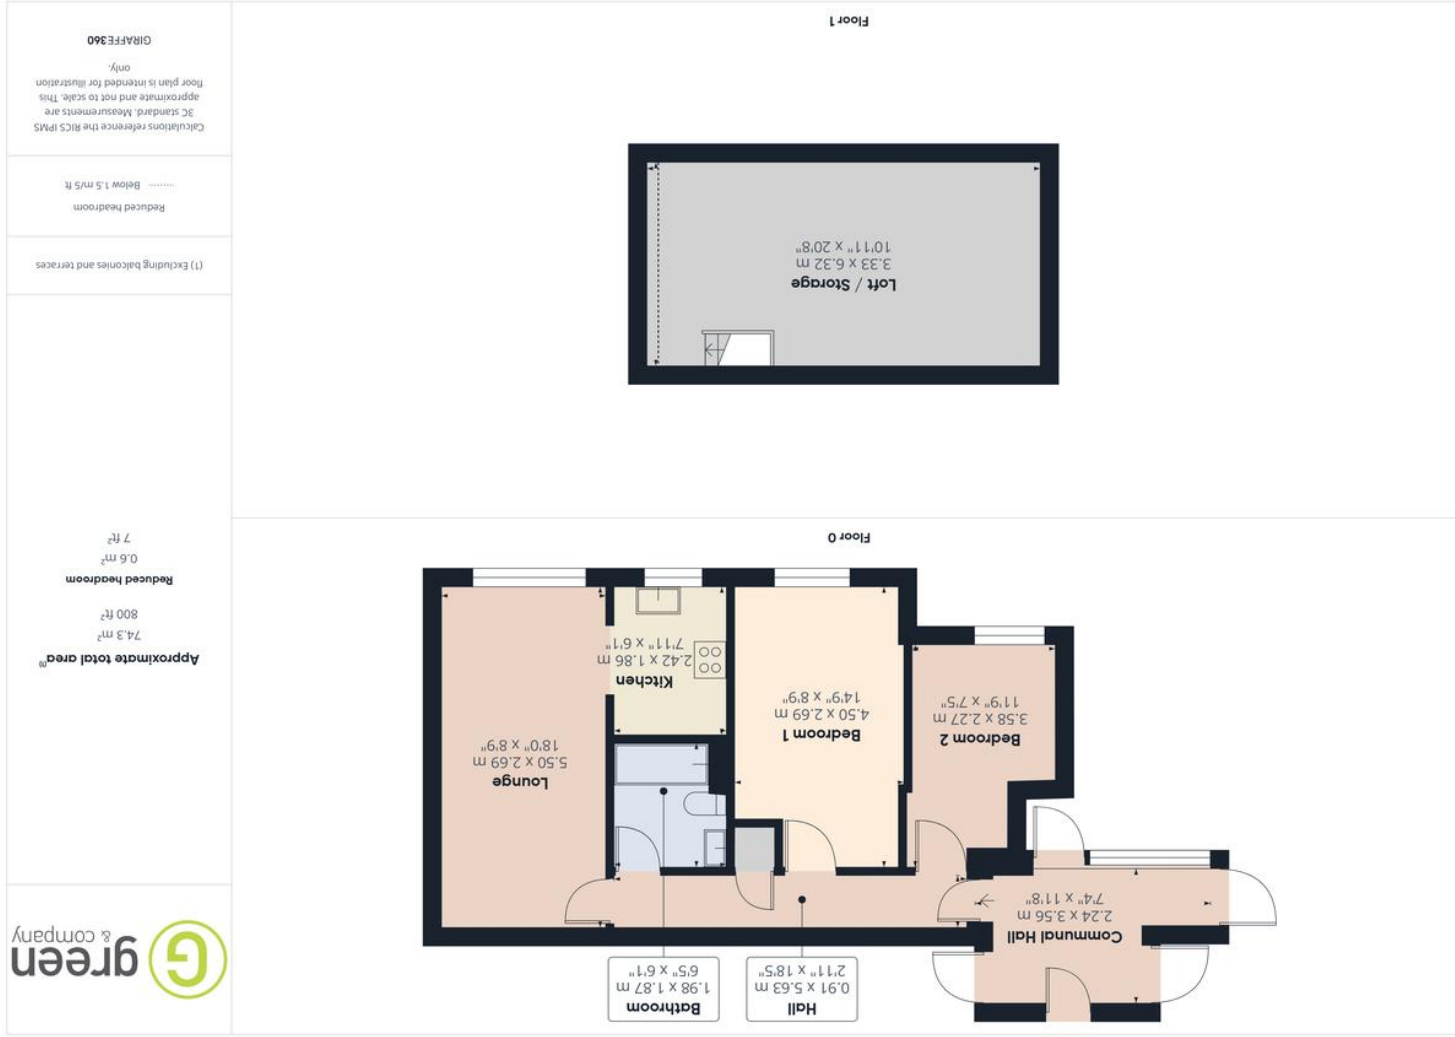 green
& company
Approximate total area(1)
74.3 m²
800 ft²
Reduced headroom
0.6 m²
7 ft²
(1) Excluding balconies and terraces
Reduced headroom
Below 1.5 m/5 ft
Calculations reference the RICS IPMS
3C standard. Measurements are
approximate and not to scale. This
floor plan is intended for illustration
only.
GIRAFFE360
Hall
0.91 x 5.63 m
2'11" x 18'5"
Bathroom
1.98 x 1.87 m
6'5" x 6'1"
Communal Hall
2.24 x 3.56 m
7'4" x 11'8"
Bedroom 2
3.58 x 2.27 m
11'9" x 7'5"
Bedroom 1
4.50 x 2.69 m
14'9" x 8'9"
Kitchen
2.42 x 1.86 m
7'11" x 6'1"
Lounge
5.50 x 2.69 m
18'0" x 8'9"
Floor 0
Loft / Storage
3.33 x 6.32 m
10'11" x 20'8"
Floor 1